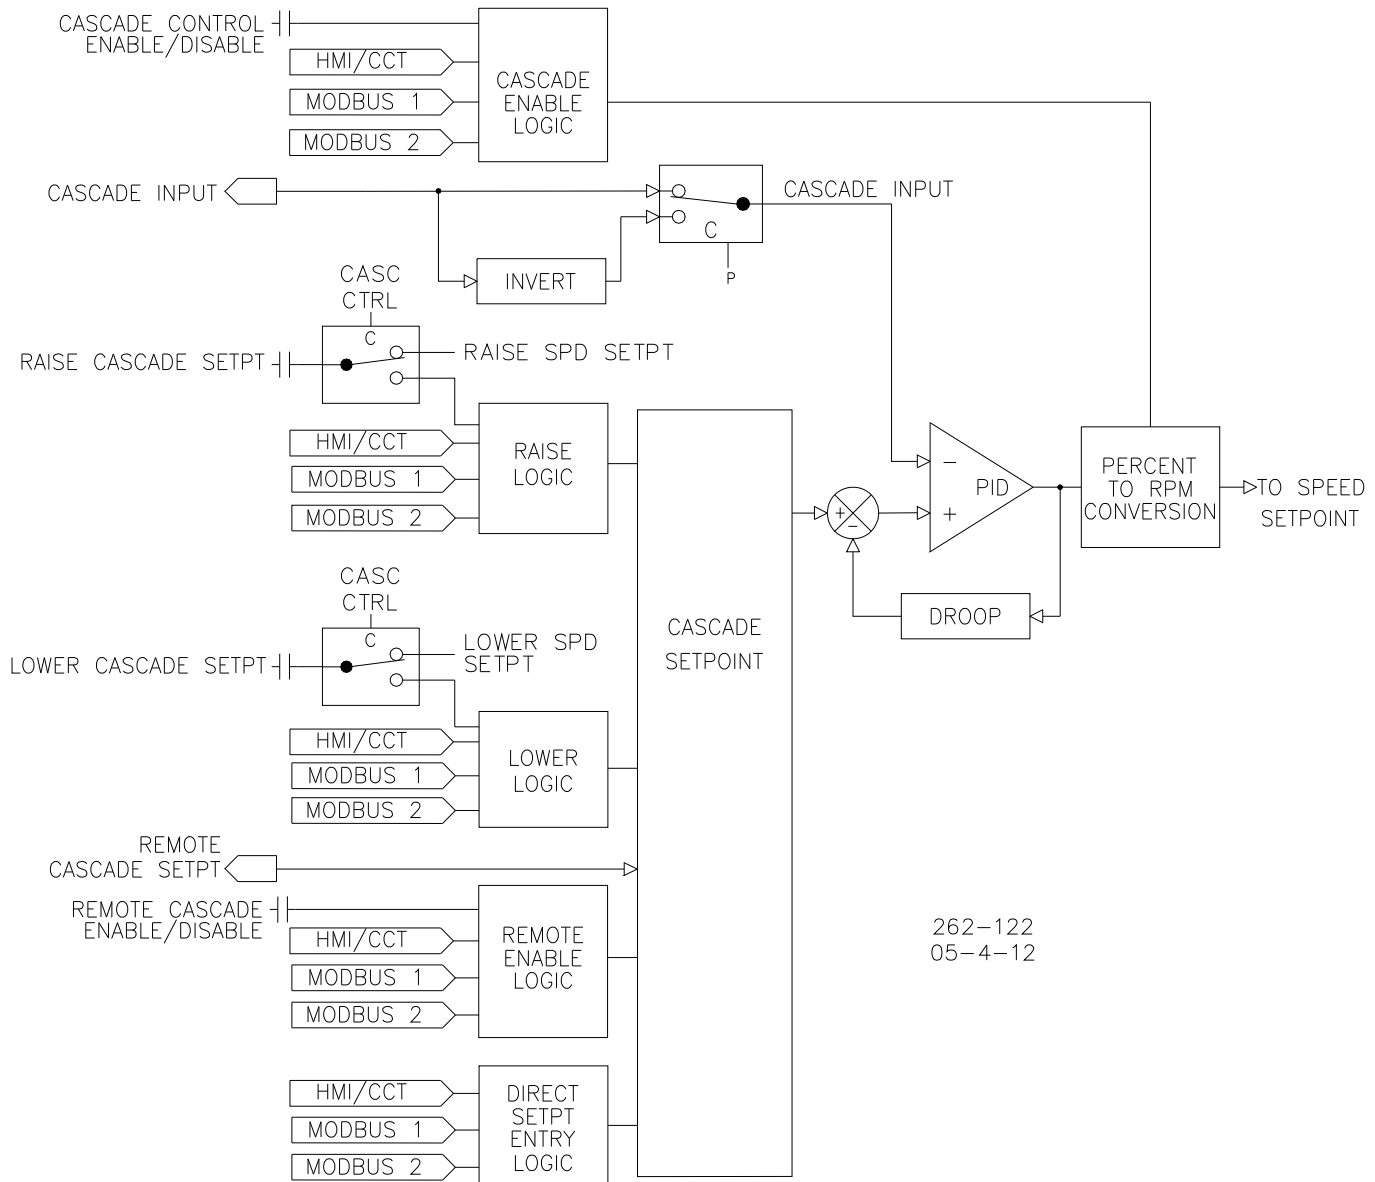 CASCADE CONTROL
ENABLE/DISABLE
HMI/CCT
MODBUS 1
MODBUS 2
CASCADE
ENABLE
LOGIC
CASCADE INPUT
C
P
CASCADE INPUT
INVERT
CASC
CTRL
C
RAISE CASCADE SETPT
RAISE SPD SETPT
HMI/CCT
MODBUS 1
MODBUS 2
RAISE
LOGIC
CASC
CTRL
C
LOWER CASCADE SETPT
LOWER SPD
SETPT
HMI/CCT
MODBUS 1
MODBUS 2
LOWER
LOGIC
REMOTE
CASCADE SETPT
REMOTE CASCADE
ENABLE/DISABLE
HMI/CCT
MODBUS 1
MODBUS 2
REMOTE
ENABLE
LOGIC
HMI/CCT
MODBUS 1
MODBUS 2
DIRECT
SETPT
ENTRY
LOGIC
CASCADE
SETPOINT
+
−
−
PID
+
DROOP
PERCENT
TO RPM
CONVERSION
TO SPEED
SETPOINT
262−122
05−4−12